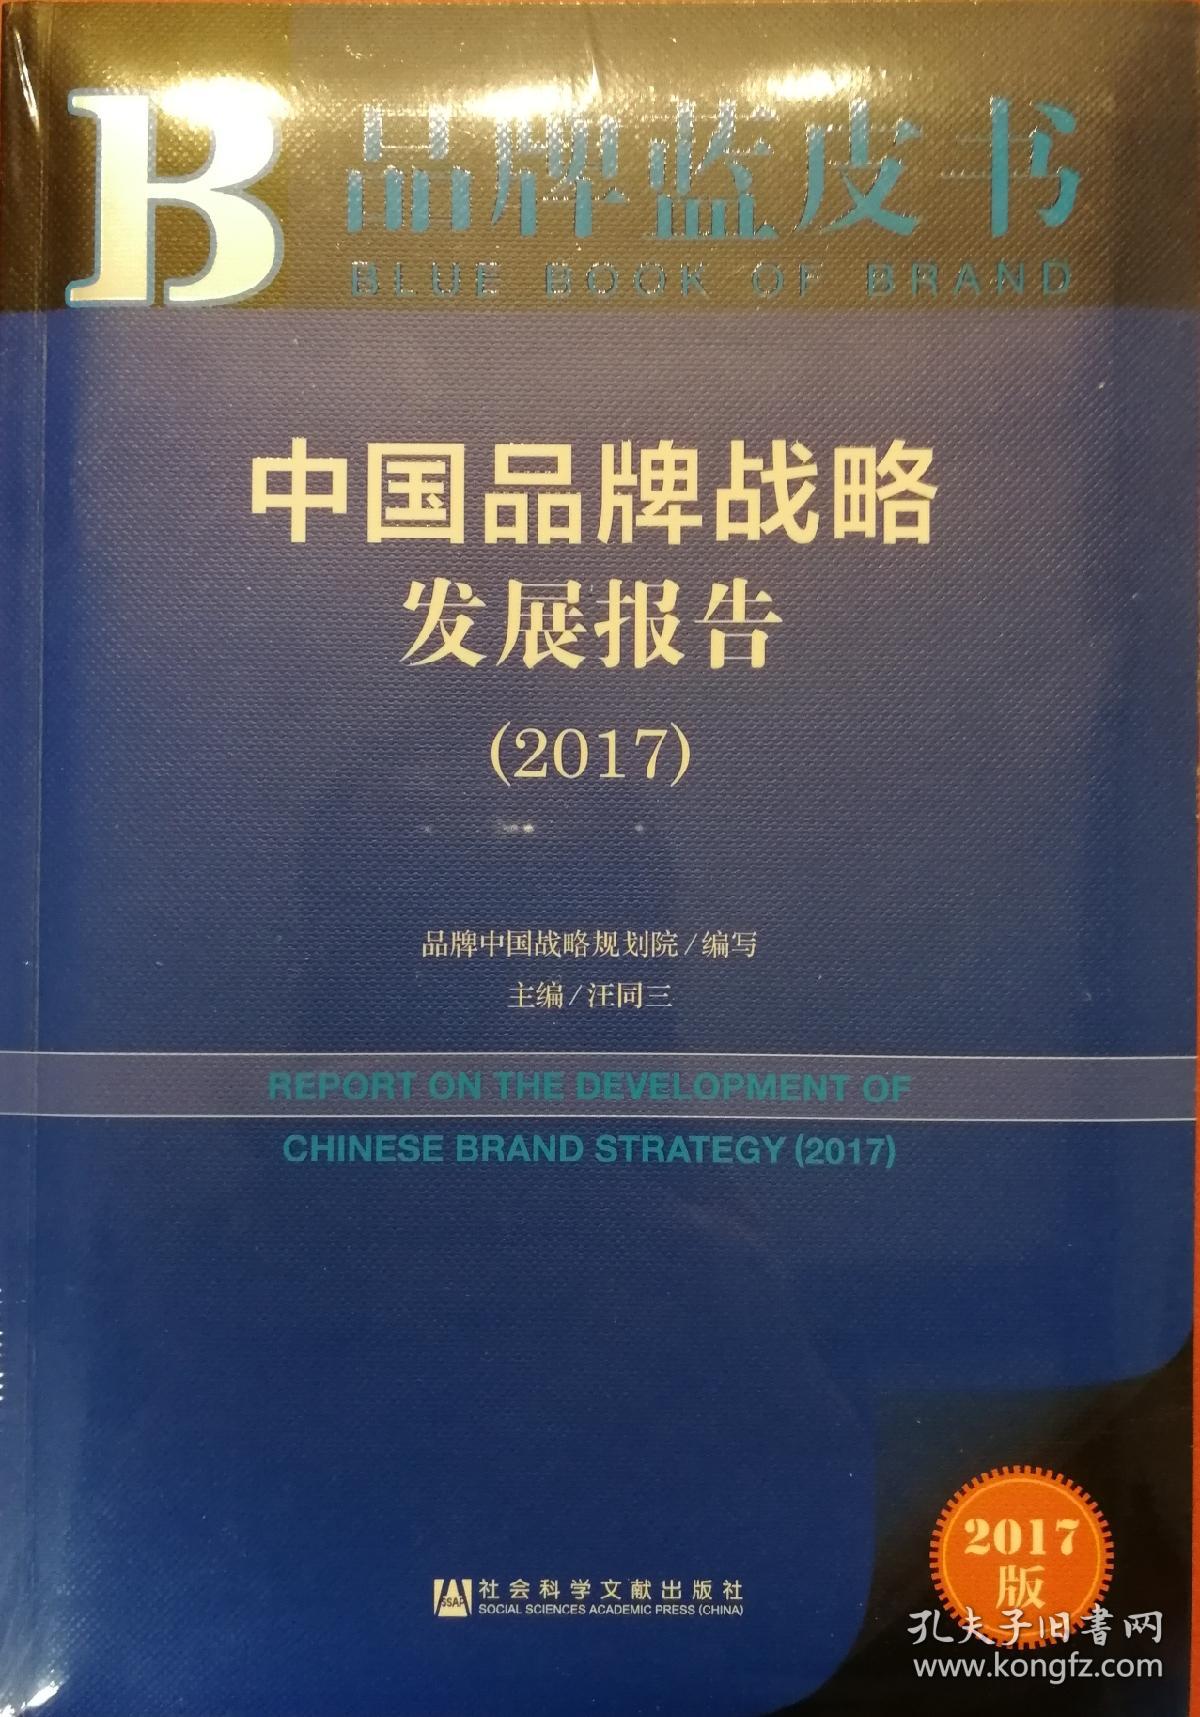 B
品牌蓝皮书
BLUE BOOK OF BRAND
中国品牌战略
发展报告
(2017)
品牌中国战略规划院/编写
主编/汪同三
REPORT ON THE DEVELOPMENT OF
CHINESE BRAND STRATEGY (2017)
2017
版
SSAP
社会科学文献出版社
SOCIAL SCIENCES ACADEMIC PRESS (CHINA)
孔夫子旧書网
www.kongfz.com